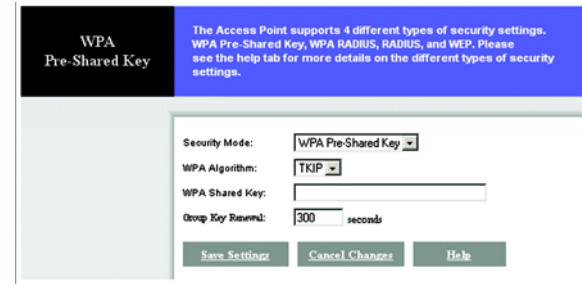 WPA
Pre-Shared Key
The Access Point supports 4 different types of security settings.
WPA Pre-Shared Key, WPA RADIUS, RADIUS, and WEP. Please
see the help tab for more details on the different types of security
settings.
Security Mode: WPA Pre-Shared Key
WPA Algorithm: TKIP
WPA Shared Key:
Group Key Renewal: 300 seconds
Save Settings Cancel Changes Help